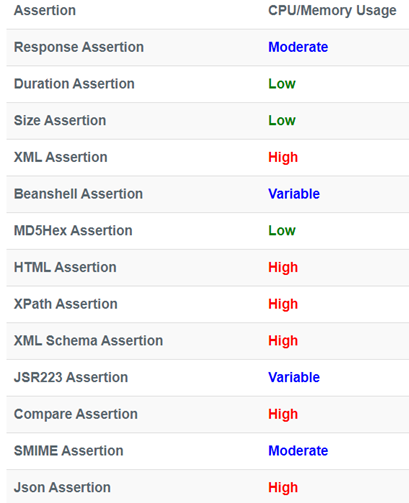 Assertion CPU/Memory Usage
Response Assertion Moderate
Duration Assertion Low
Size Assertion Low
XML Assertion High
Beanshell Assertion Variable
MD5Hex Assertion Low
HTML Assertion High
XPath Assertion High
XML Schema Assertion High
JSR223 Assertion Variable
Compare Assertion High
SMIME Assertion Moderate
Json Assertion High